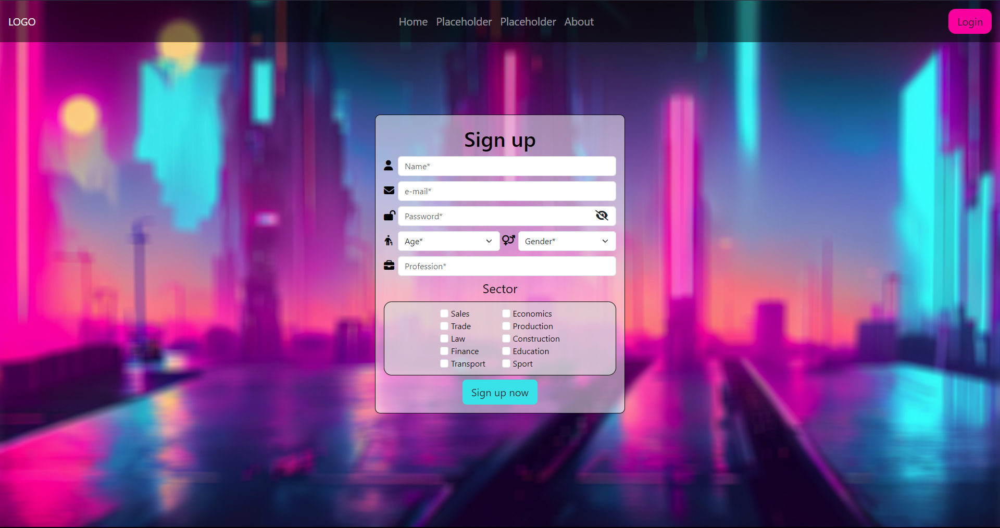 LOGO
Home Placeholder Placeholder About
Login
Sign up
Name*
e-mail*
Password*
Age* Gender*
Profession*
Sector
Sales Economics
Trade Production
Law Construction
Finance Education
Transport Sport
Sign up now